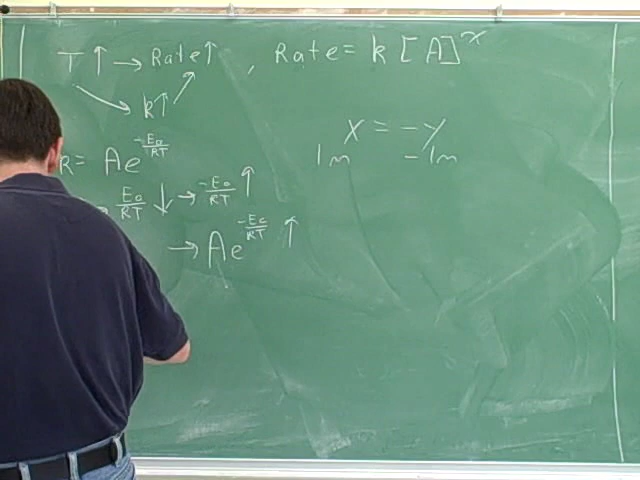 T ↑ → Rate ↑ , Rate = k [A]^x
k ↑
x = -y
1m -1m
k = Ae^(-Ea/RT)
Ea/RT ↓ → -Ea/RT ↑
→ Ae^(-Ea/RT) ↑